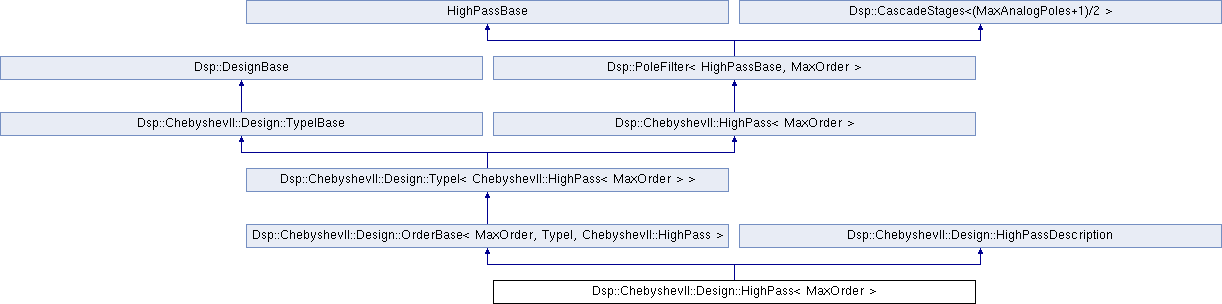 HighPassBase
Dsp::CascadeStages<(MaxAnalogPoles+1)/2 >
Dsp::DesignBase
Dsp::PoleFilter< HighPassBase, MaxOrder >
Dsp::ChebyshevII::Design::TypeIBase
Dsp::ChebyshevII::HighPass< MaxOrder >
Dsp::ChebyshevII::Design::TypeI< ChebyshevII::HighPass< MaxOrder > >
Dsp::ChebyshevII::Design::OrderBase< MaxOrder, TypeI, ChebyshevII::HighPass >
Dsp::ChebyshevII::Design::HighPassDescription
Dsp::ChebyshevII::Design::HighPass< MaxOrder >